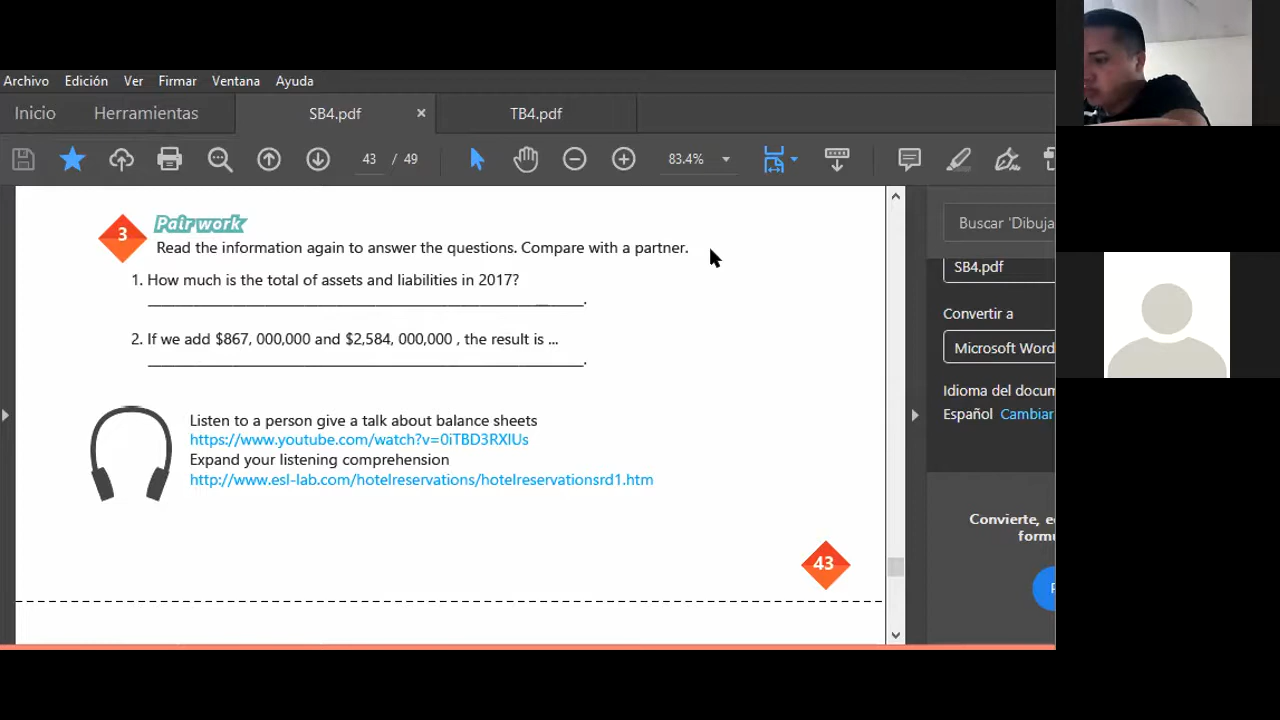 Archivo Edición Ver Firmar Ventana Ayuda
Inicio Herramientas SB4.pdf × TB4.pdf
43 / 49 83.4%
3 Pair work
Read the information again to answer the questions. Compare with a partner.
1. How much is the total of assets and liabilities in 2017?
2. If we add $867, 000,000 and $2,584, 000,000 , the result is ...
Listen to a person give a talk about balance sheets
https://www.youtube.com/watch?v=0iTBD3RXIUs
Expand your listening comprehension
http://www.esl-lab.com/hotelreservations/hotelreservationsrd1.htm
43
Buscar 'Dibuja
SB4.pdf
Convertir a
Microsoft Word
Idioma del docum
Español Cambiar
Convierte, e
form